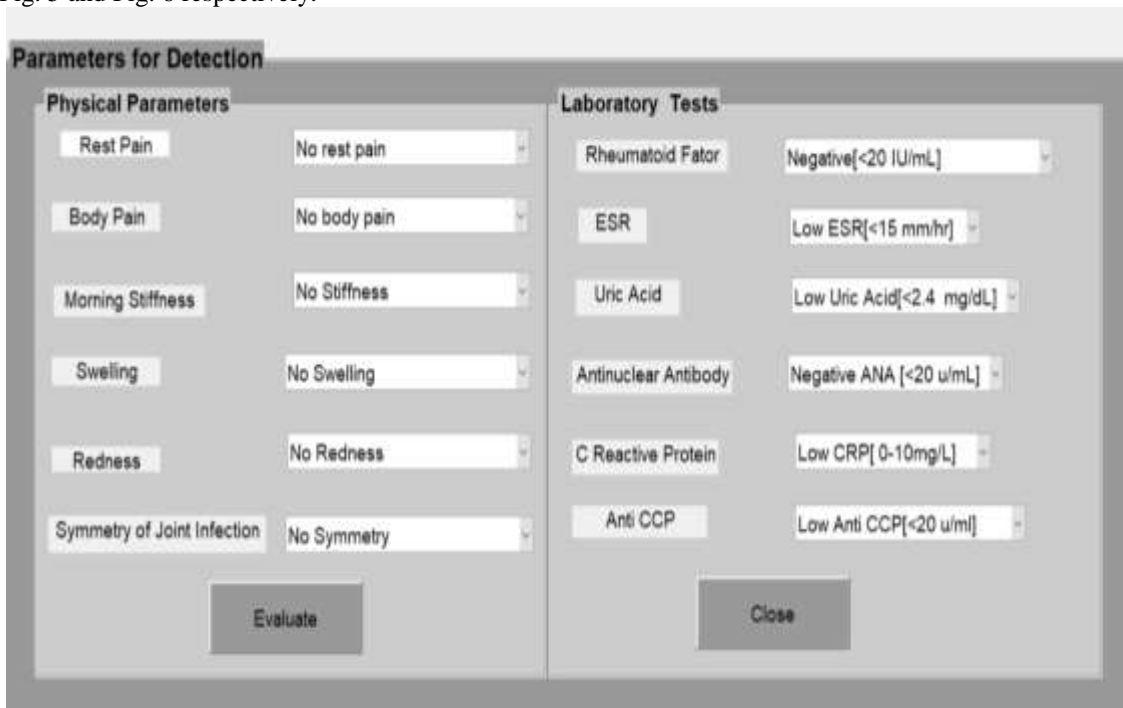 Fig. 5 and Fig. 6 respectively.
Parameters for Detection
Physical Parameters
Rest Pain No rest pain
Body Pain No body pain
Morning Stiffness No Stiffness
Swelling No Swelling
Redness No Redness
Symmetry of Joint Infection No Symmetry
Evaluate
Laboratory Tests
Rheumatoid Fator Negative[<20 IU/mL]
ESR Low ESR[<15 mm/hr]
Uric Acid Low Uric Acid[<2.4 mg/dL]
Antinuclear Antibody Negative ANA [<20 u/mL]
C Reactive Protein Low CRP[ 0-10mg/L]
Anti CCP Low Anti CCP[<20 u/ml]
Close